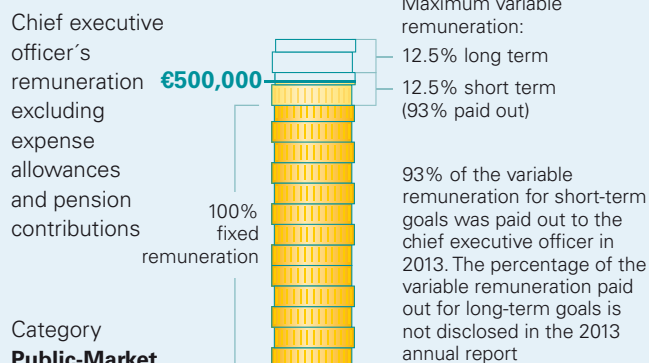 Chief executive
officer´s
remuneration
excluding
expense
allowances
and pension
contributions
€500,000
100%
fixed
remuneration
Category
Public-Market
Maximum variable
remuneration:
12.5% long term
12.5% short term
(93% paid out)
93% of the variable
remuneration for short-term
goals was paid out to the
chief executive officer in
2013. The percentage of the
variable remuneration paid
out for long-term goals is
not disclosed in the 2013
annual report